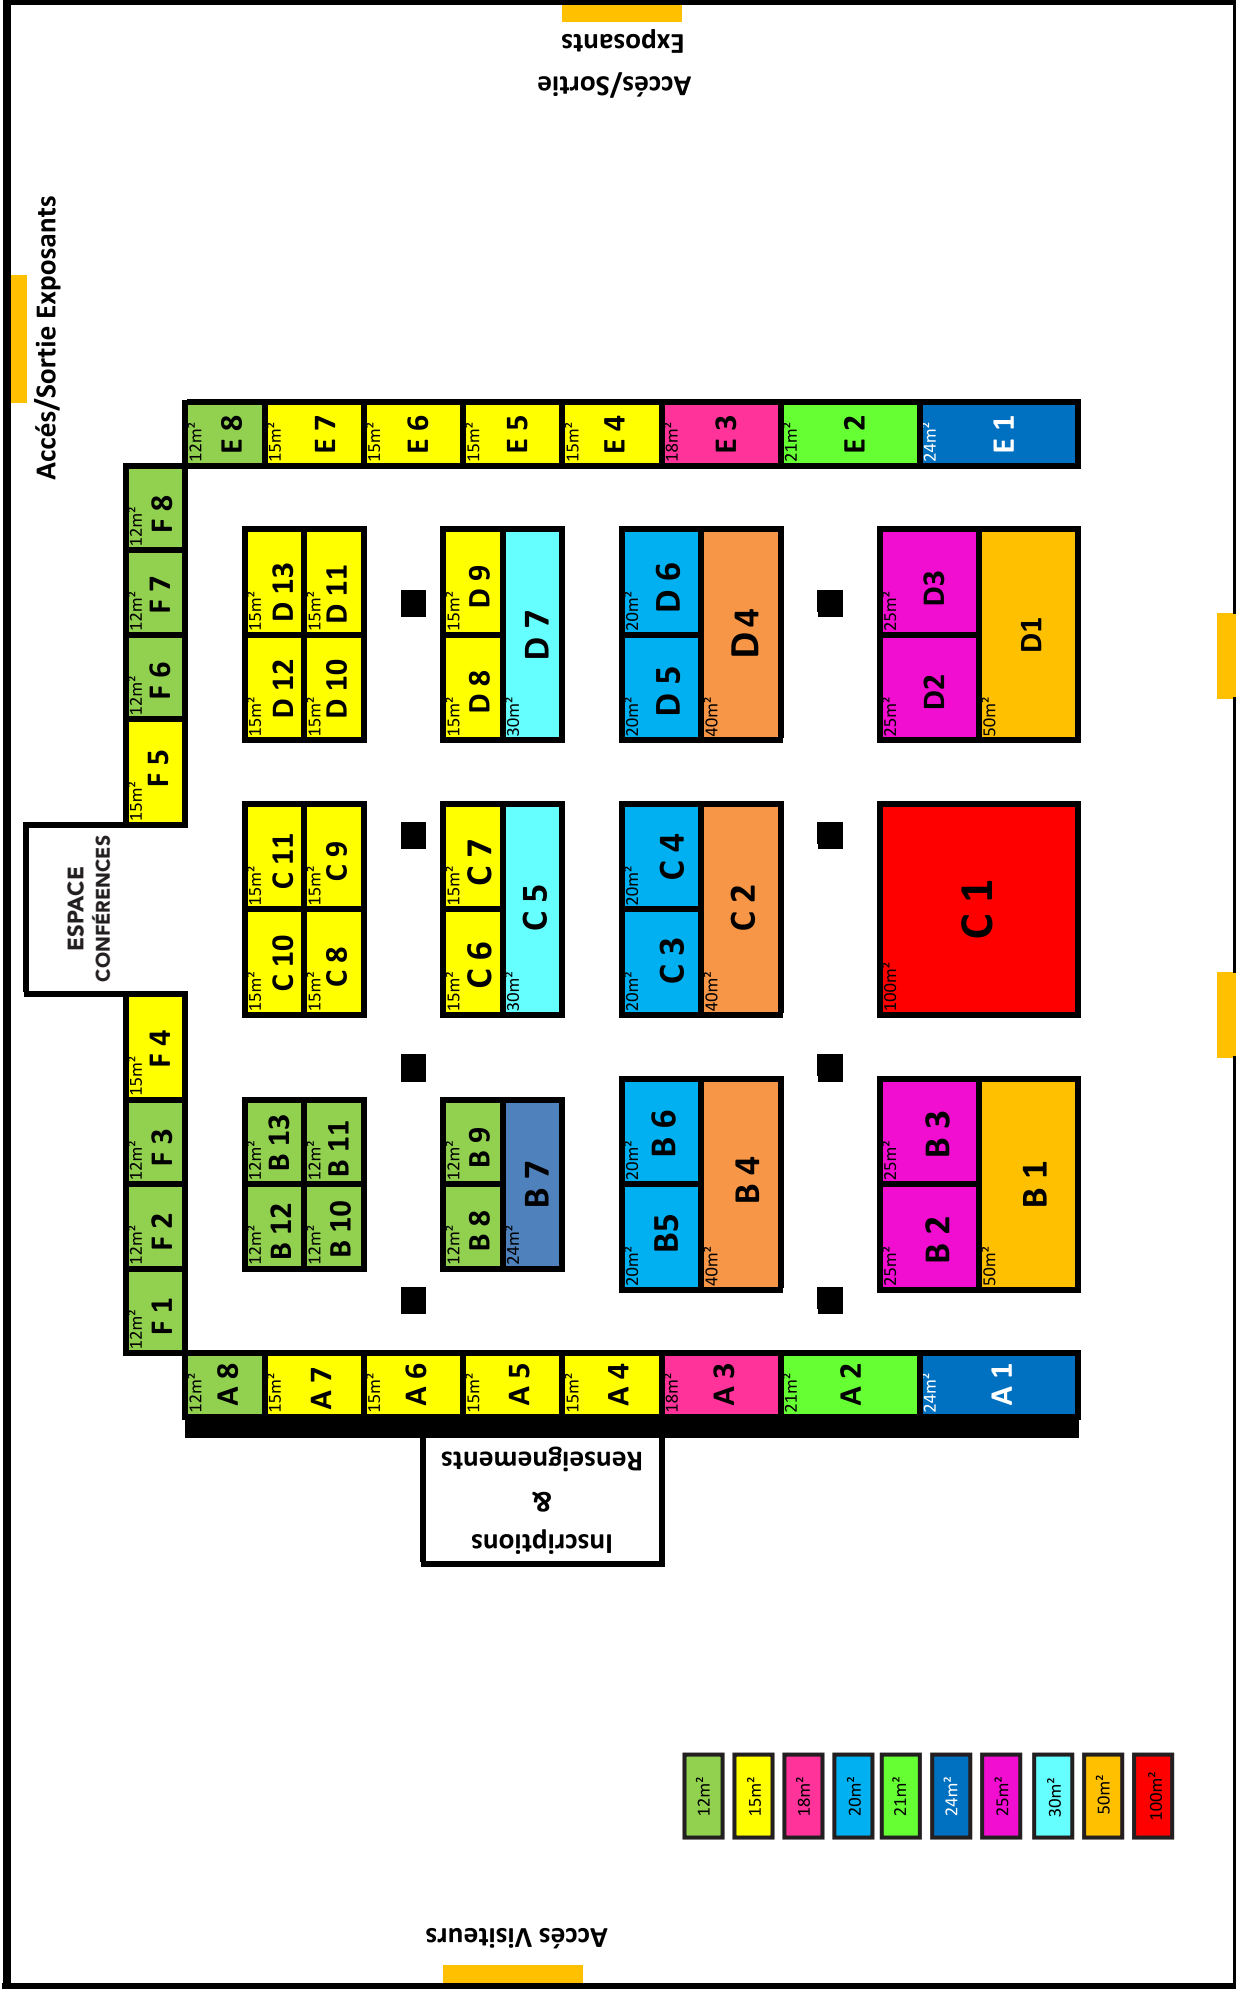 Accés/Sortie
Exposants
Accés/Sortie Exposants
ESPACE
CONFÉRENCES
12m²
F 1
12m²
F 2
12m²
F 3
15m²
F 4
15m²
F 5
12m²
F 6
12m²
F 7
12m²
F 8
12m²
A 8
15m²
A 7
15m²
A 6
15m²
A 5
15m²
A 4
18m²
A 3
21m²
A 2
24m²
A 1
12m²
B 12
12m²
B 13
12m²
B 10
12m²
B 11
12m²
B 8
12m²
B 9
24m²
B 7
20m²
B5
20m²
B 6
40m²
B 4
25m²
B 2
25m²
B 3
50m²
B 1
15m²
C 10
15m²
C 11
15m²
C 8
15m²
C 9
15m²
C 6
15m²
C 7
30m²
C 5
20m²
C 3
20m²
C 4
40m²
C 2
100m²
C 1
15m²
D 12
15m²
D 13
15m²
D 10
15m²
D 11
15m²
D 8
15m²
D 9
30m²
D 7
20m²
D 5
20m²
D 6
40m²
D 4
25m²
D2
25m²
D3
50m²
D1
12m²
E 8
15m²
E 7
15m²
E 6
15m²
E 5
15m²
E 4
18m²
E 3
21m²
E 2
24m²
E 1
Inscriptions
&
Renseignements
Accés Visiteurs
12m²
15m²
18m²
20m²
21m²
24m²
25m²
30m²
50m²
100m²